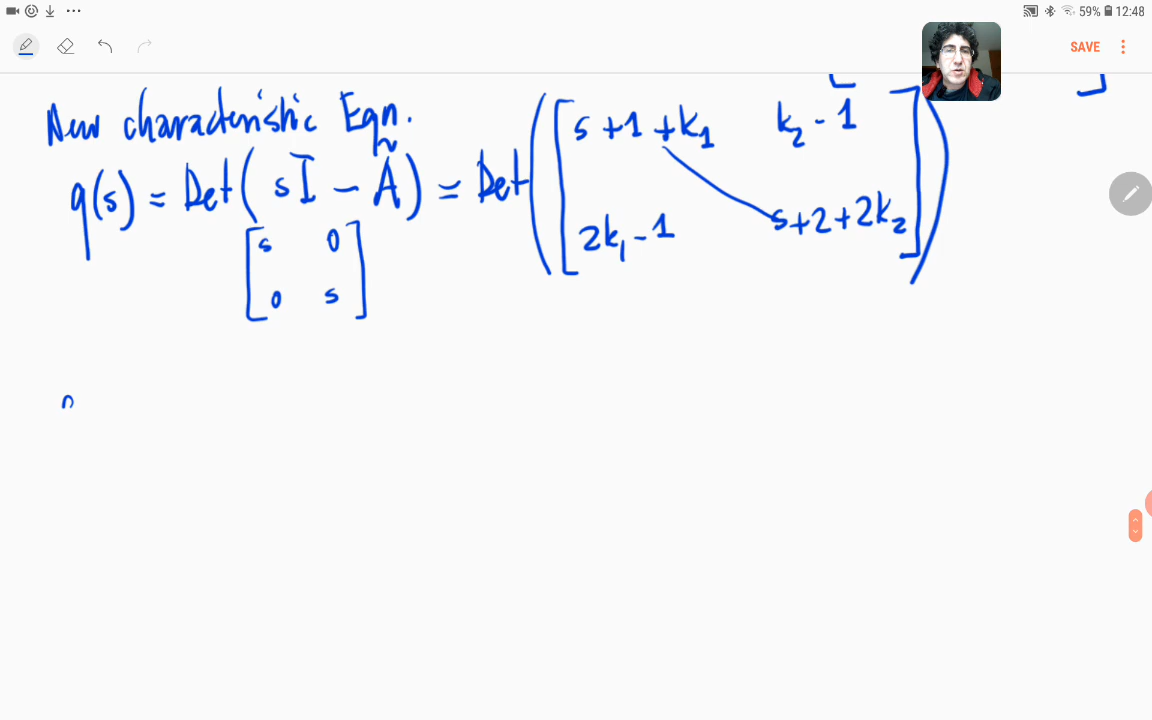 59% 12:48
SAVE
New characteristic Eqn.
q(s) = Det( sI - Ã ) = Det( [ s+1+k₁ k₂-1
2k₁-1 s+2+2k₂ ] )
[ s 0
0 s ]